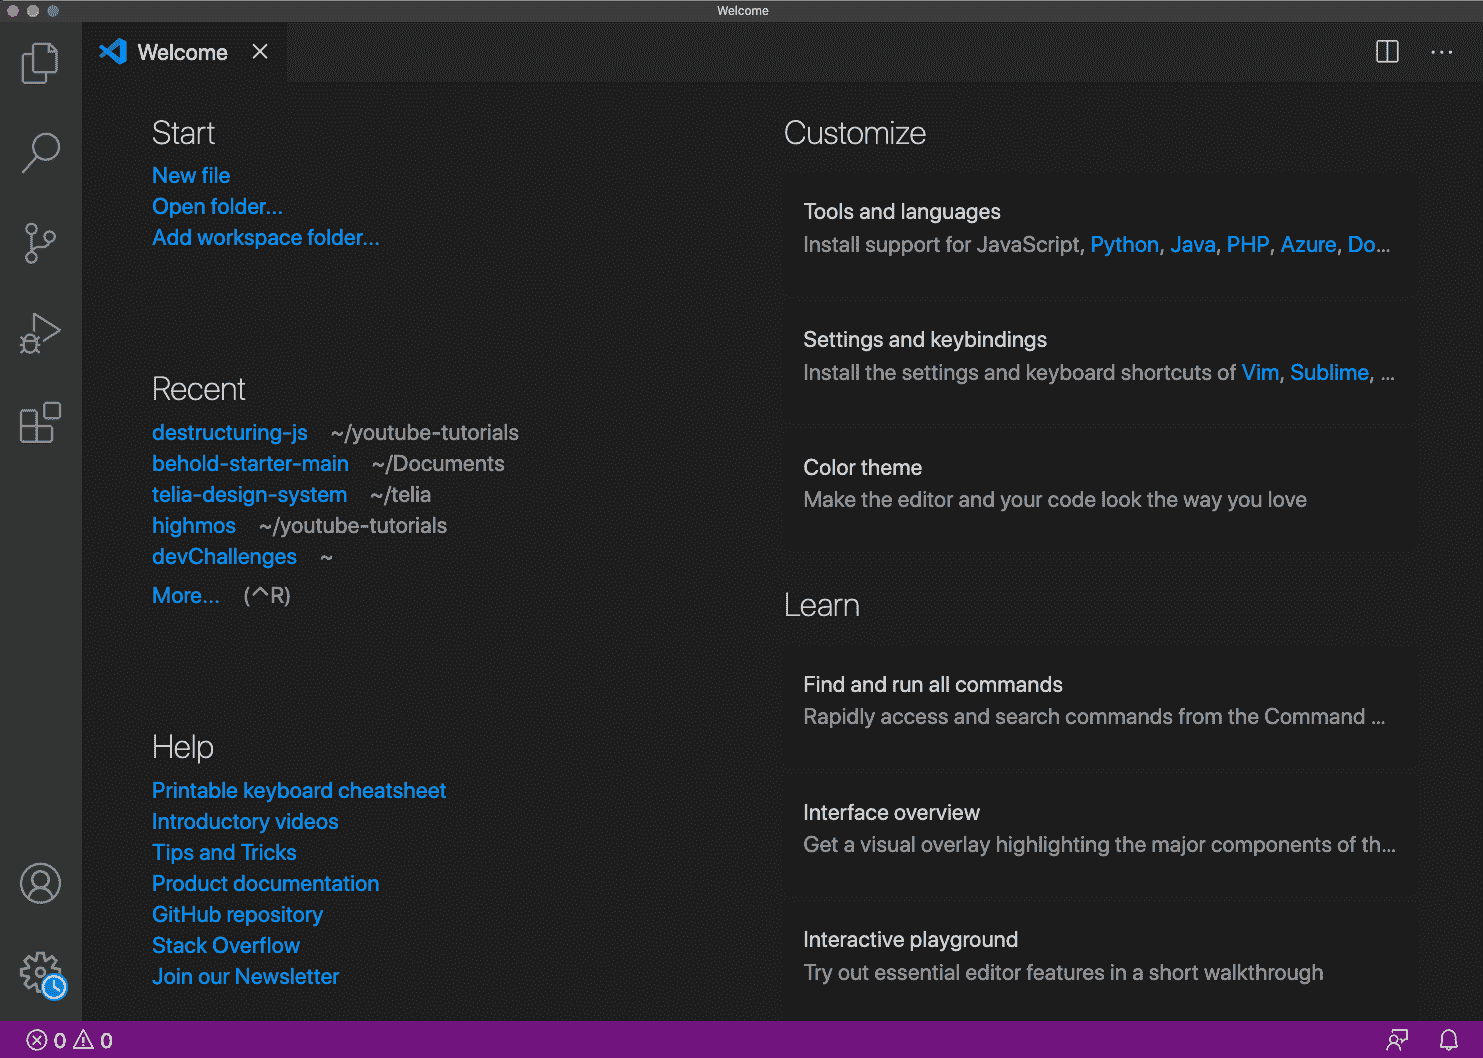 Welcome
Welcome
Start
New file
Open folder...
Add workspace folder...
Recent
destructuring-js ~/youtube-tutorials
behold-starter-main ~/Documents
telia-design-system ~/telia
highmos ~/youtube-tutorials
devChallenges ~
More... (^R)
Help
Printable keyboard cheatsheet
Introductory videos
Tips and Tricks
Product documentation
GitHub repository
Stack Overflow
Join our Newsletter
Customize
Tools and languages
Install support for JavaScript, Python, Java, PHP, Azure, Do...
Settings and keybindings
Install the settings and keyboard shortcuts of Vim, Sublime, ...
Color theme
Make the editor and your code look the way you love
Learn
Find and run all commands
Rapidly access and search commands from the Command ...
Interface overview
Get a visual overlay highlighting the major components of th...
Interactive playground
Try out essential editor features in a short walkthrough
0 0